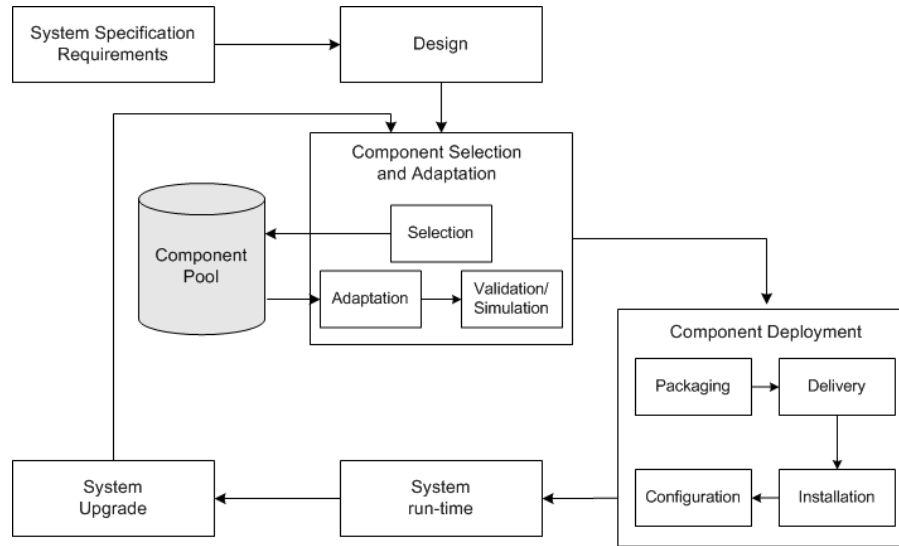 System Specification
Requirements
Design
Component Selection
and Adaptation
Selection
Component
Pool
Adaptation
Validation/
Simulation
Component Deployment
Packaging
Delivery
Configuration
Installation
System
Upgrade
System
run-time